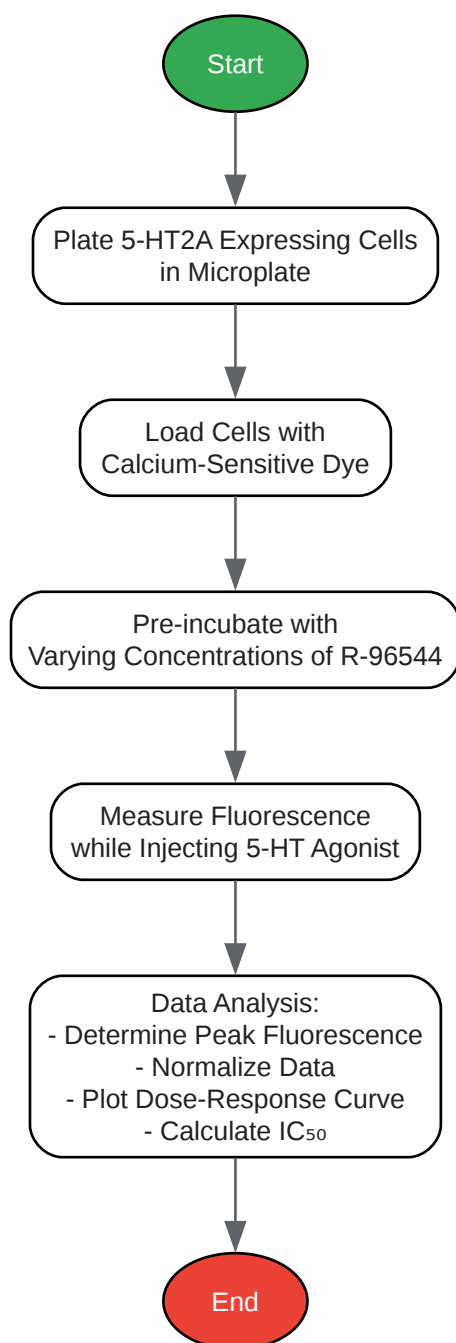 Start
Plate 5-HT2A Expressing Cells
in Microplate
Load Cells with
Calcium-Sensitive Dye
Pre-incubate with
Varying Concentrations of R-96544
Measure Fluorescence
while Injecting 5-HT Agonist
Data Analysis:
- Determine Peak Fluorescence
- Normalize Data
- Plot Dose-Response Curve
- Calculate IC₅₀
End